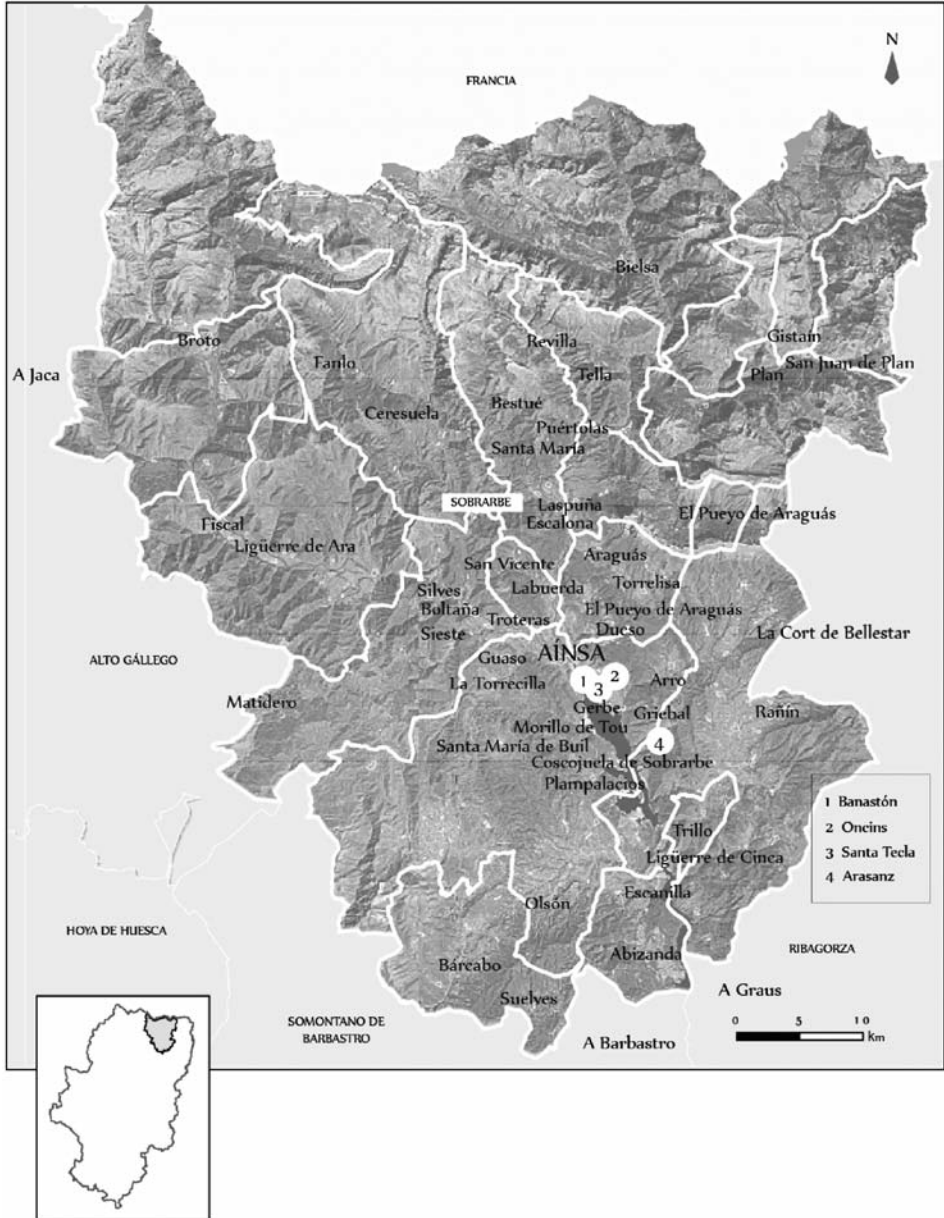 N
FRANCIA
Bielsa
Broto
Revilla
Gistaín
A Jaca
Fanlo
Tella
San Juan de Plan
Plan
Ceresuela
Bestué
Puértolas
Santa María
SOBRARBE
Laspuña
El Pueyo de Araguás
Fiscal
Escalona
Ligüerre de Ara
San Vicente
Araguás
Silves
Labuerda
Torrelisa
Boltaña
El Pueyo de Araguás
Sieste
Troteras
Dueso
La Cort de Bellestar
ALTO GÁLLEGO
Guaso
AÍNSA
La Torrecilla
1
2
3
Arro
Matidero
Gerbe
Griebal
Rañín
Morillo de Tou
Santa María de Buil
4
Coscojuela de Sobrarbe
Plampalacios
1 Banastón
2 Oncins
3 Santa Tecla
4 Arasanz
Trillo
Ligüerre de Cinca
Escanilla
Olsón
HOYA DE HUESCA
Abizanda
RIBAGORZA
Bárcabo
Suelves
A Graus
SOMONTANO DE
BARBASTRO
A Barbastro
0 5 10
km